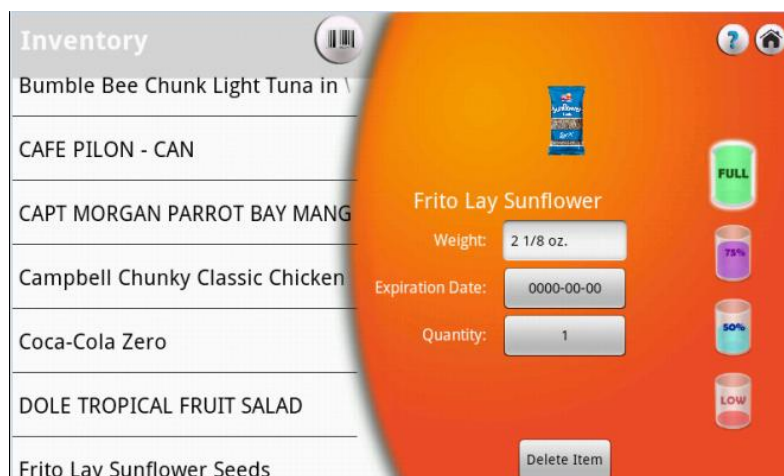 Inventory
Bumble Bee Chunk Light Tuna in
CAFE PILON - CAN
CAPT MORGAN PARROT BAY MANG
Campbell Chunky Classic Chicken
Coca-Cola Zero
DOLE TROPICAL FRUIT SALAD
Frito Lay Sunflower Seeds
?
Sunflower
Frito Lay Sunflower
Weight: 2 1/8 oz.
Expiration Date: 0000-00-00
Quantity: 1
Delete Item
FULL
75%
50%
LOW